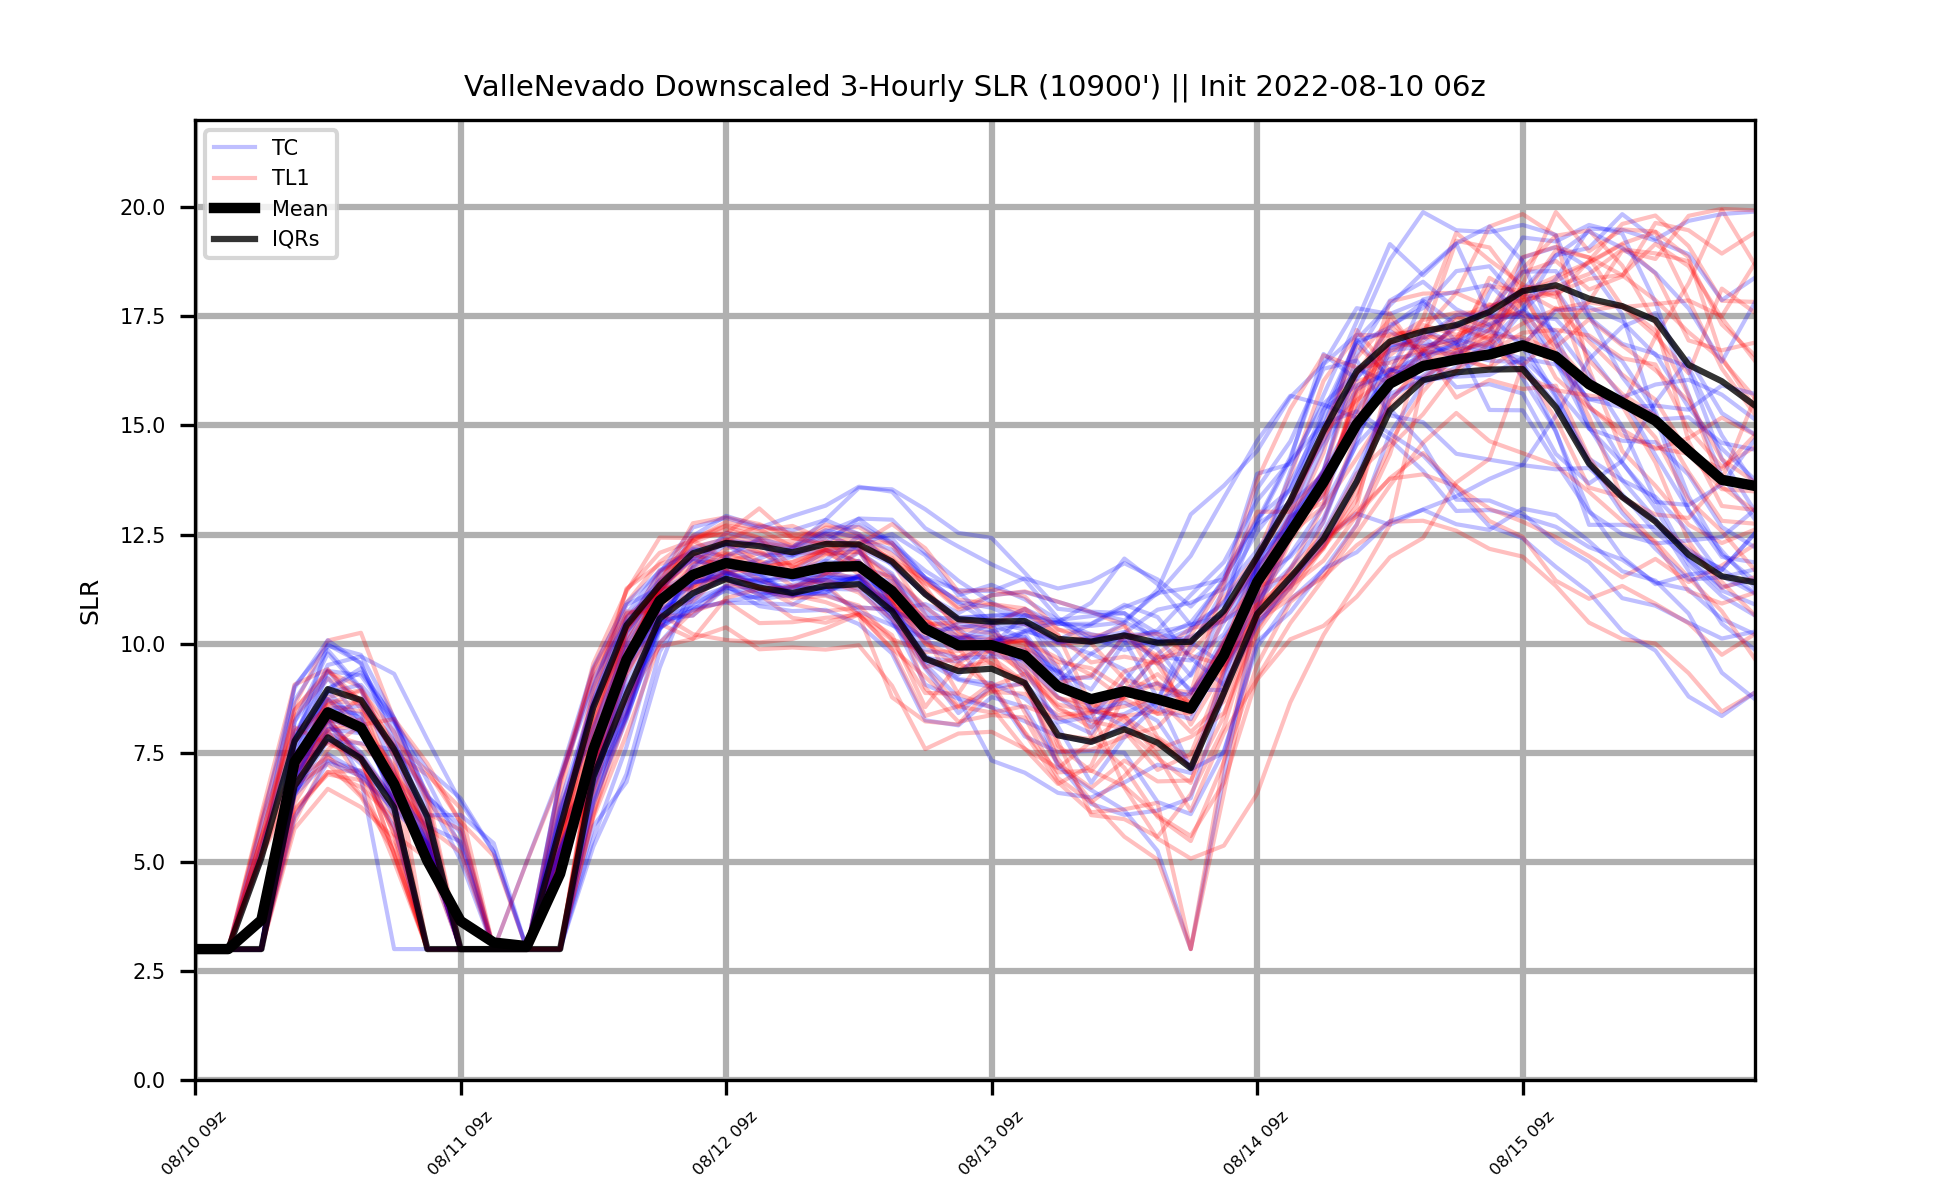 ValleNevado Downscaled 3-Hourly SLR (10900') || Init 2022-08-10 06z
TC
TL1
Mean
IQRs
SLR
20.0
17.5
15.0
12.5
10.0
7.5
5.0
2.5
0.0
08/10 09z
08/11 09z
08/12 09z
08/13 09z
08/14 09z
08/15 09z